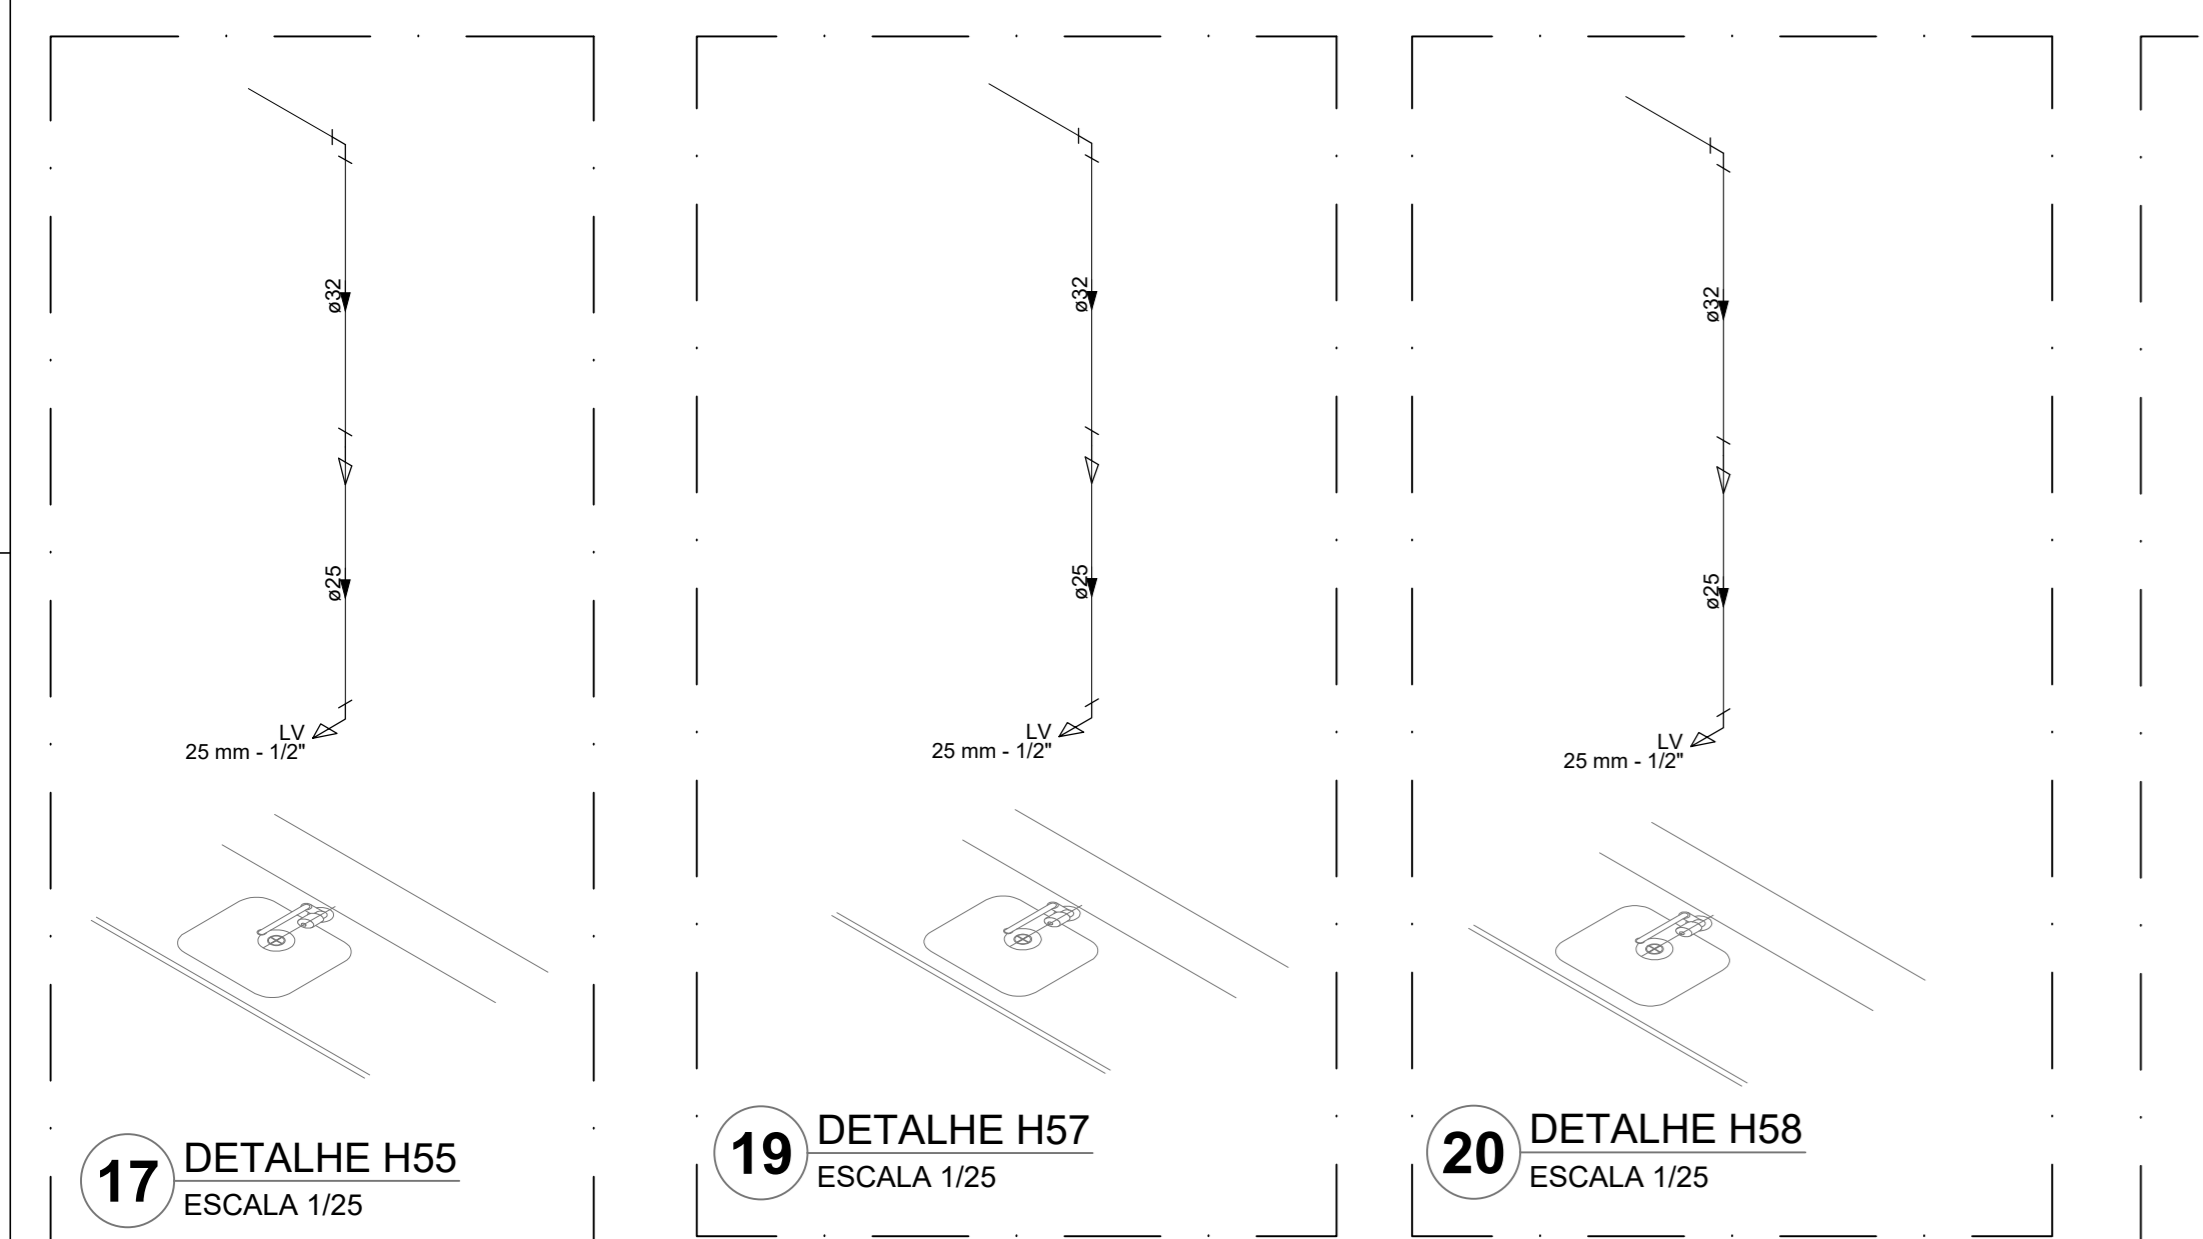 ø32
ø25
LV
25 mm - 1/2"
17
DETALHE H55
ESCALA 1/25
ø32
ø25
LV
25 mm - 1/2"
19
DETALHE H57
ESCALA 1/25
ø32
ø25
LV
25 mm - 1/2"
20
DETALHE H58
ESCALA 1/25